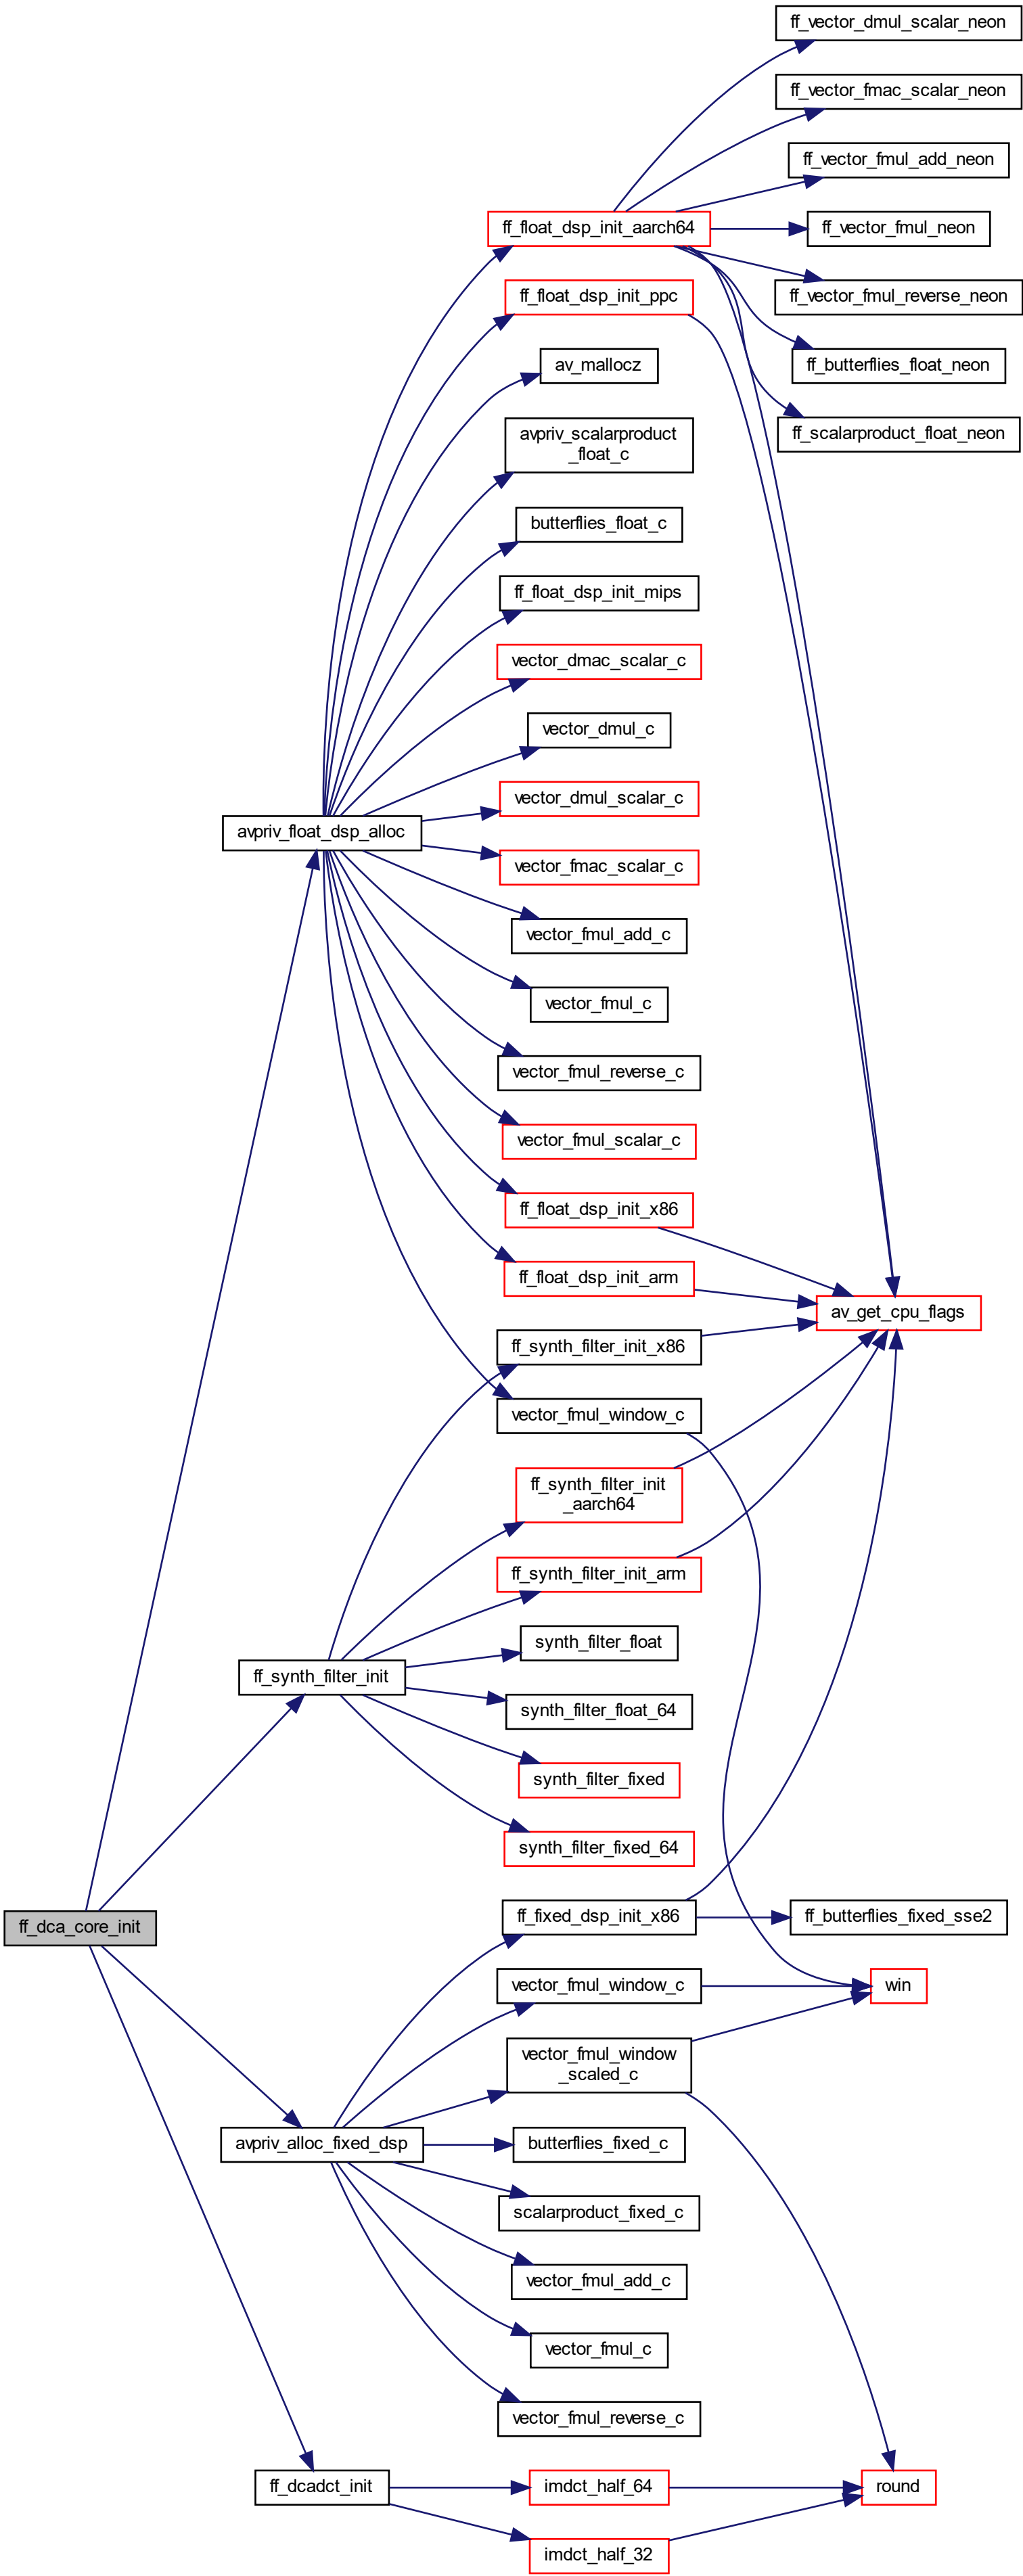 ff_vector_dmul_scalar_neon
ff_vector_fmac_scalar_neon
ff_vector_fmul_add_neon
ff_float_dsp_init_aarch64
ff_vector_fmul_neon
ff_float_dsp_init_ppc
ff_vector_fmul_reverse_neon
av_mallocz
ff_butterflies_float_neon
avpriv_scalarproduct
_float_c
ff_scalarproduct_float_neon
butterflies_float_c
ff_float_dsp_init_mips
vector_dmac_scalar_c
vector_dmul_c
vector_dmul_scalar_c
avpriv_float_dsp_alloc
vector_fmac_scalar_c
vector_fmul_add_c
vector_fmul_c
vector_fmul_reverse_c
vector_fmul_scalar_c
ff_float_dsp_init_x86
ff_float_dsp_init_arm
av_get_cpu_flags
ff_synth_filter_init_x86
vector_fmul_window_c
ff_synth_filter_init
_aarch64
ff_synth_filter_init_arm
synth_filter_float
ff_synth_filter_init
synth_filter_float_64
synth_filter_fixed
synth_filter_fixed_64
ff_dca_core_init
ff_fixed_dsp_init_x86
ff_butterflies_fixed_sse2
vector_fmul_window_c
win
vector_fmul_window
_scaled_c
avpriv_alloc_fixed_dsp
butterflies_fixed_c
scalarproduct_fixed_c
vector_fmul_add_c
vector_fmul_c
vector_fmul_reverse_c
ff_dcadct_init
imdct_half_64
round
imdct_half_32